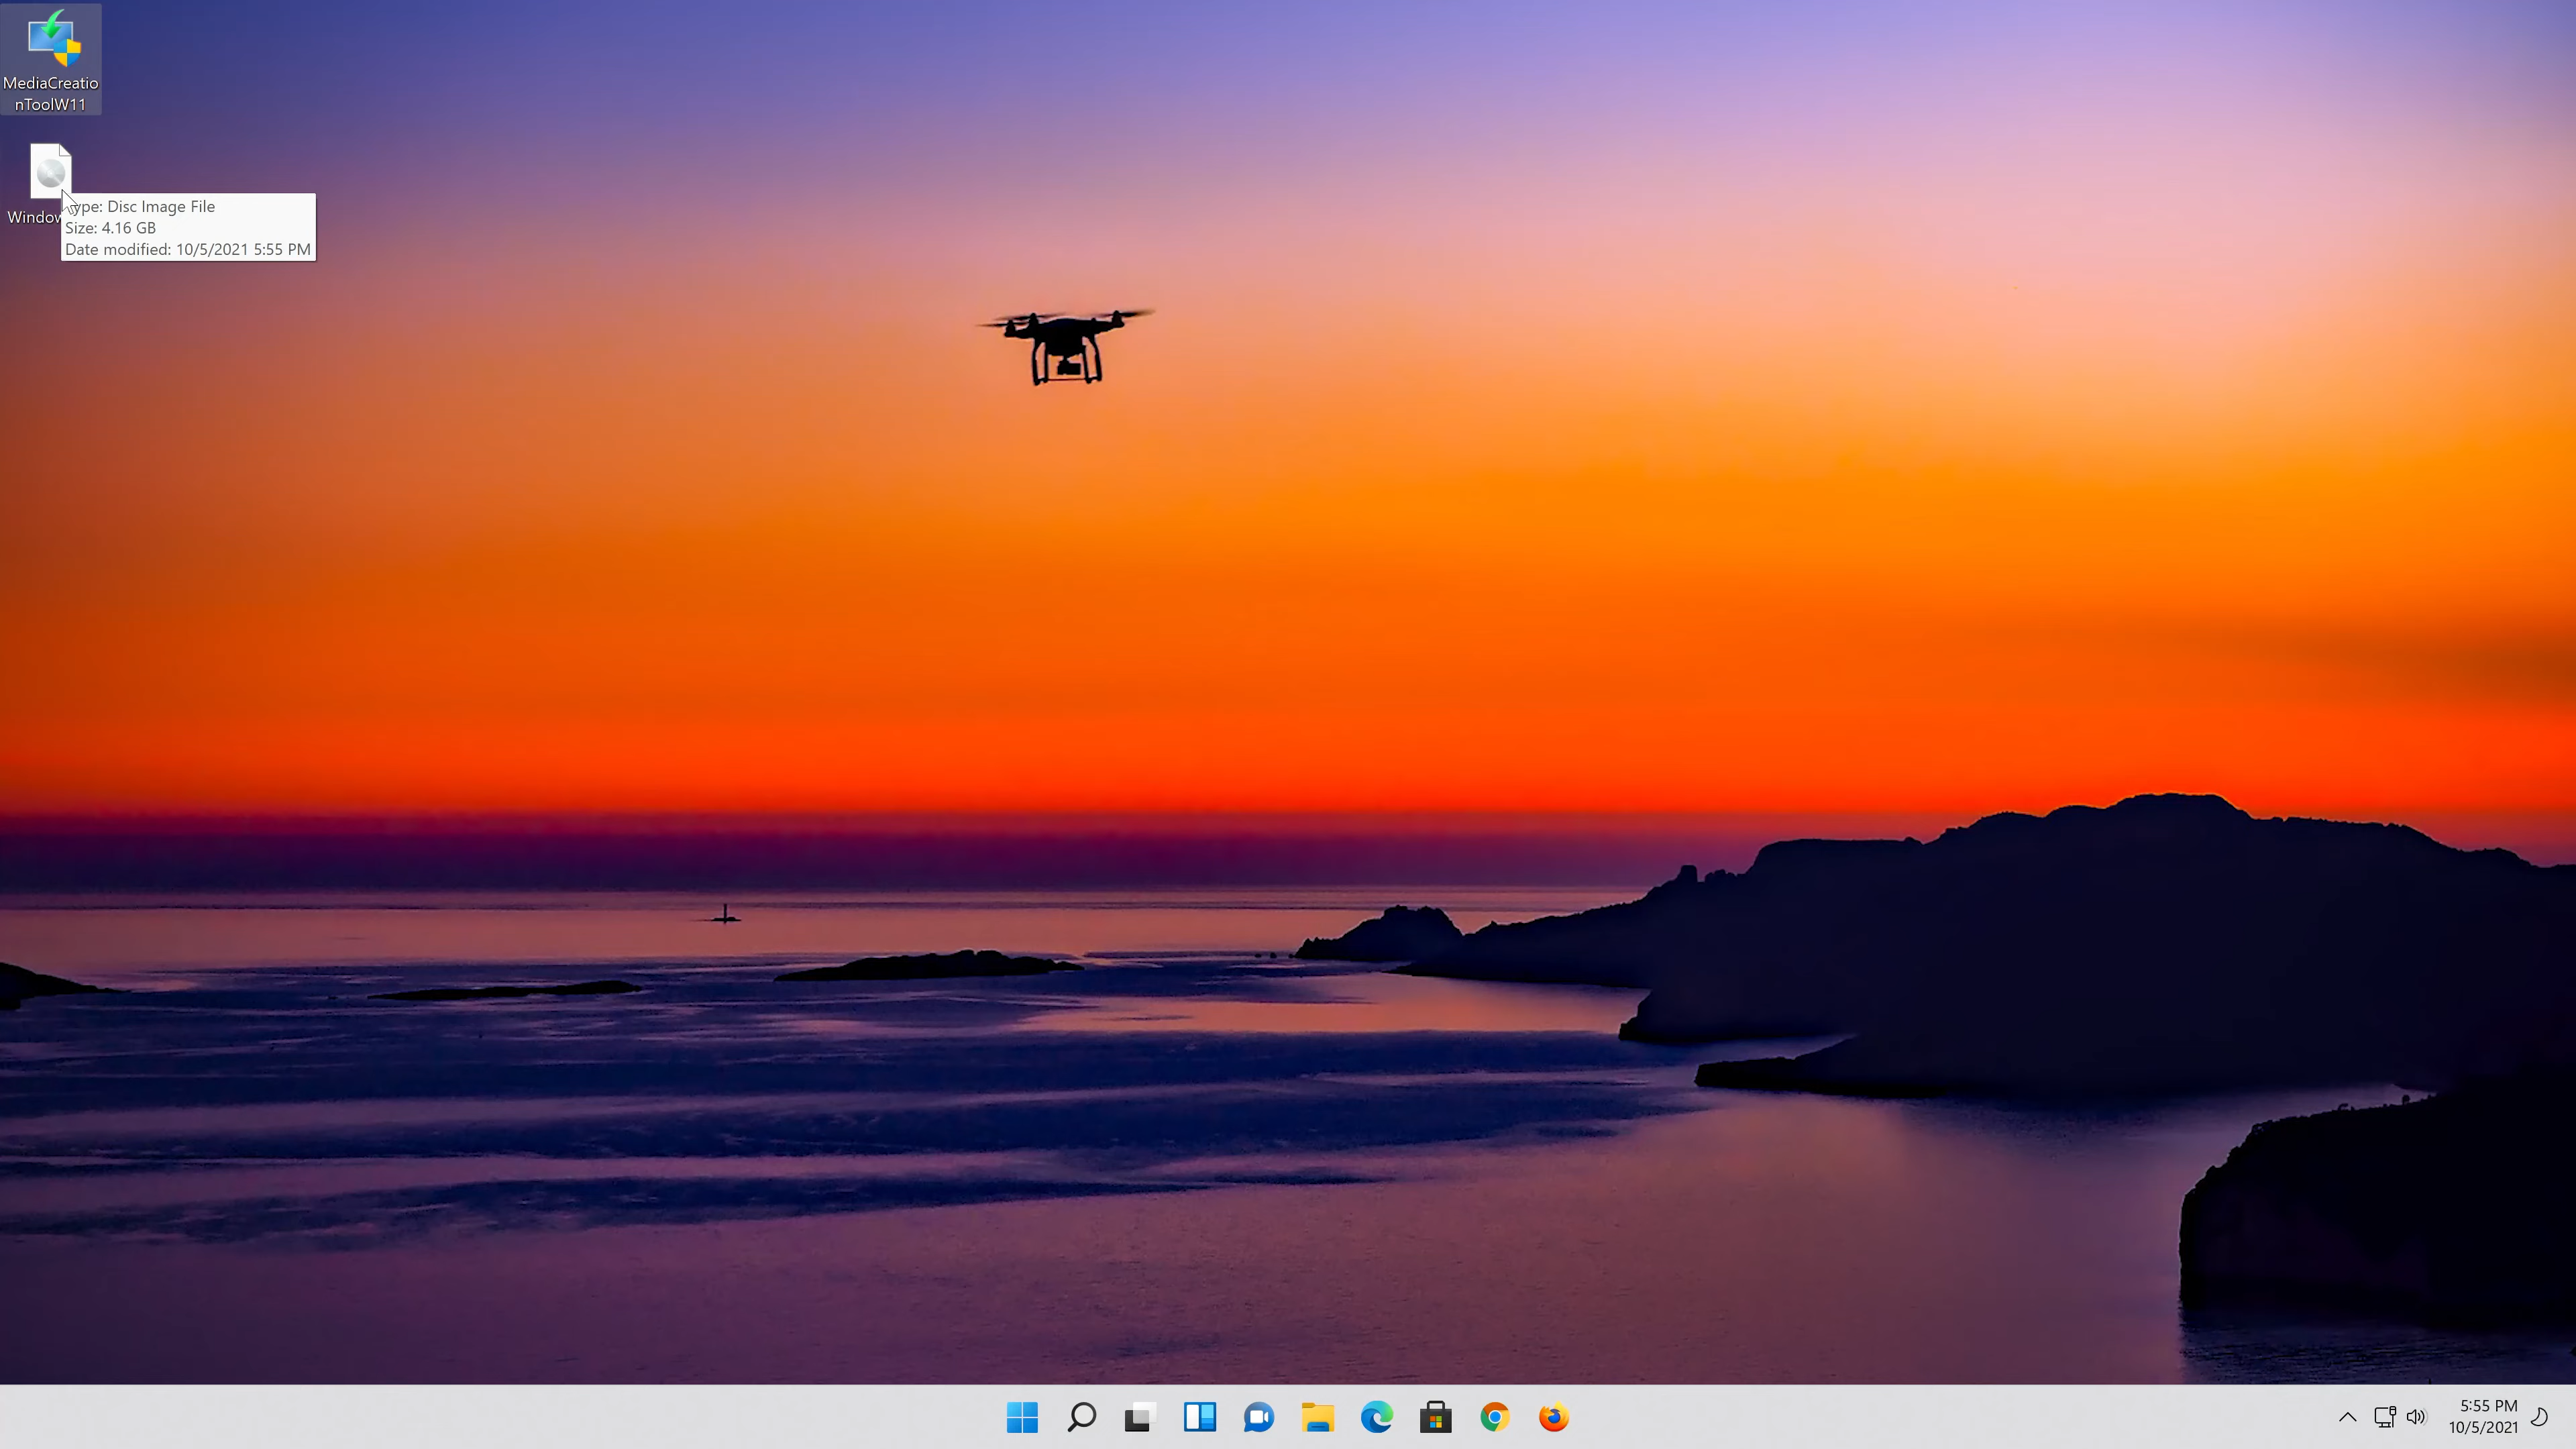 MediaCreatio
nToolW11
Window
ype: Disc Image File
Size: 4.16 GB
Date modified: 10/5/2021 5:55 PM
5:55 PM
10/5/2021